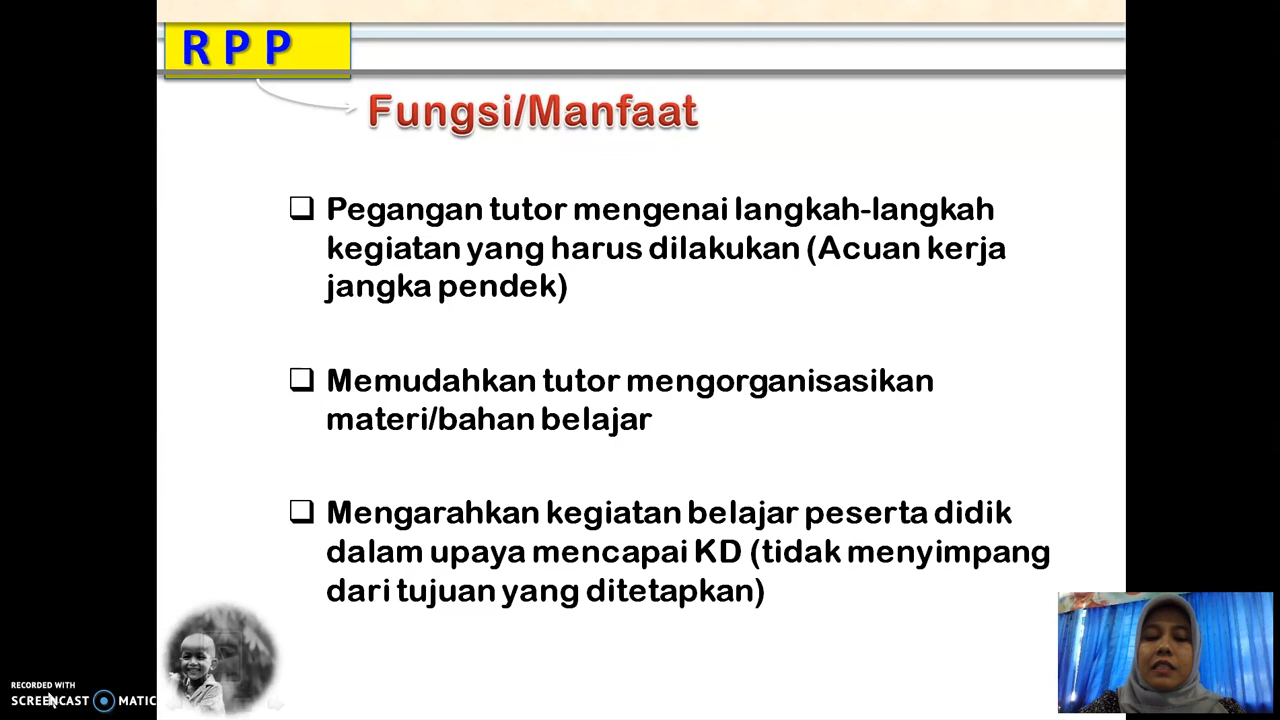 R P P
Fungsi/Manfaat
Pegangan tutor mengenai langkah-langkah
kegiatan yang harus dilakukan (Acuan kerja
jangka pendek)
Memudahkan tutor mengorganisasikan
materi/bahan belajar
Mengarahkan kegiatan belajar peserta didik
dalam upaya mencapai KD (tidak menyimpang
dari tujuan yang ditetapkan)
RECORDED WITH
SCREENCAST MATIC